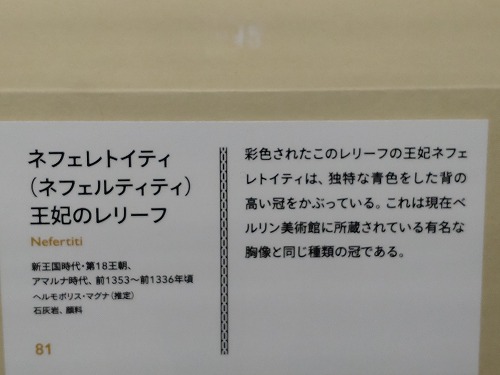 45
ネフェレトイティ
（ネフェルティティ）
王妃のレリーフ
Nefertiti
新王国時代・第18王朝、
アマルナ時代、前1353～前1336年頃
ヘルモポリス・マグナ（推定）
石灰岩、顔料
81
彩色されたこのレリーフの王妃ネフェ
レトイティは、独特な青色をした背の
高い冠をかぶっている。これは現在ベ
ルリン美術館に所蔵されている有名な
胸像と同じ種類の冠である。